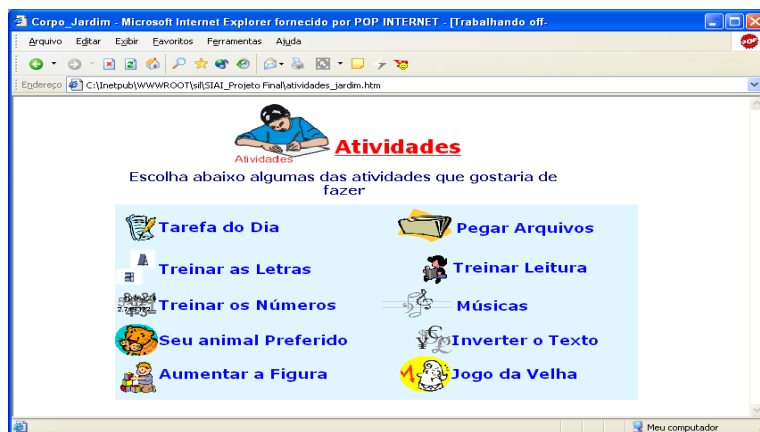 Corpo_Jardim - Microsoft Internet Explorer fornecido por POP INTERNET - [Trabalhando off-
Arquivo Editar Exibir Favoritos Ferramentas Ajuda
Endereço C:\Inetpub\WWWROOT\sil\SIAI_Projeto Final\atividades_jardim.htm
Atividades
Atividades
Escolha abaixo algumas das atividades que gostaria de
fazer
Tarefa do Dia Pegar Arquivos
Treinar as Letras Treinar Leitura
Treinar os Números Músicas
Seu animal Preferido Inverter o Texto
Aumentar a Figura Jogo da Velha
Meu computador